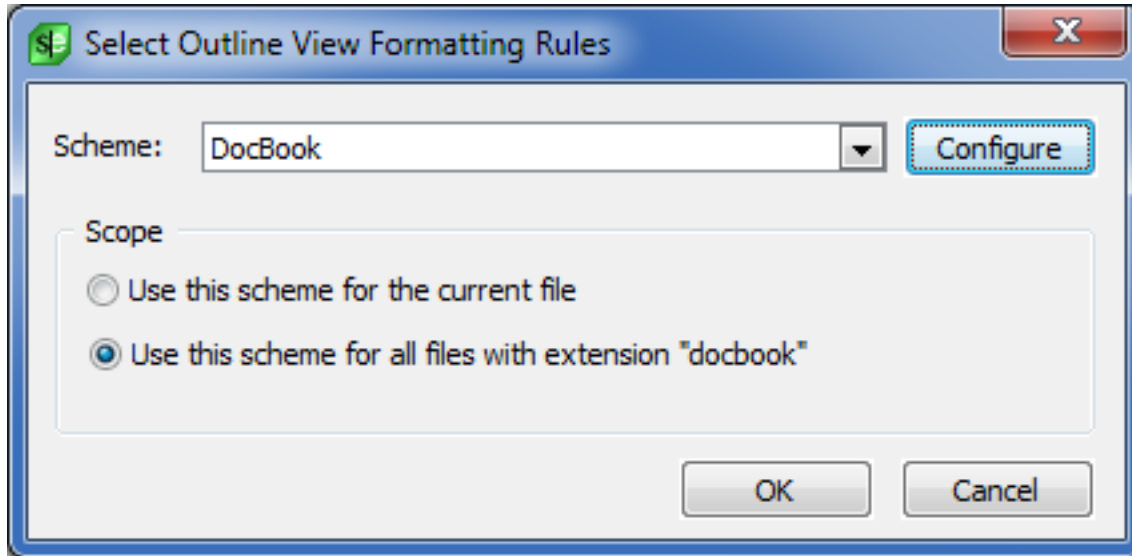 Select Outline View Formatting Rules
Scheme: DocBook Configure
Scope
Use this scheme for the current file
Use this scheme for all files with extension "docbook"
OK Cancel